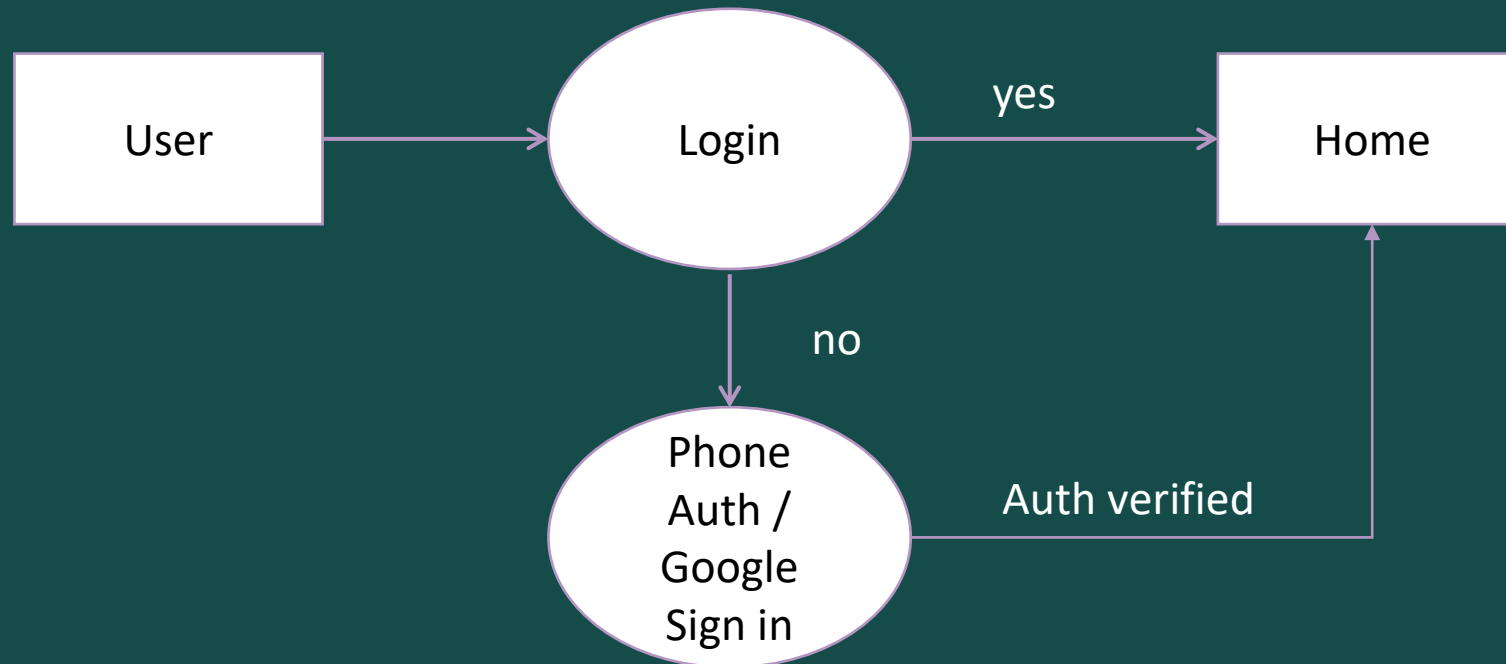 User
Login
yes
Home
no
Phone
Auth /
Google
Sign in
Auth verified